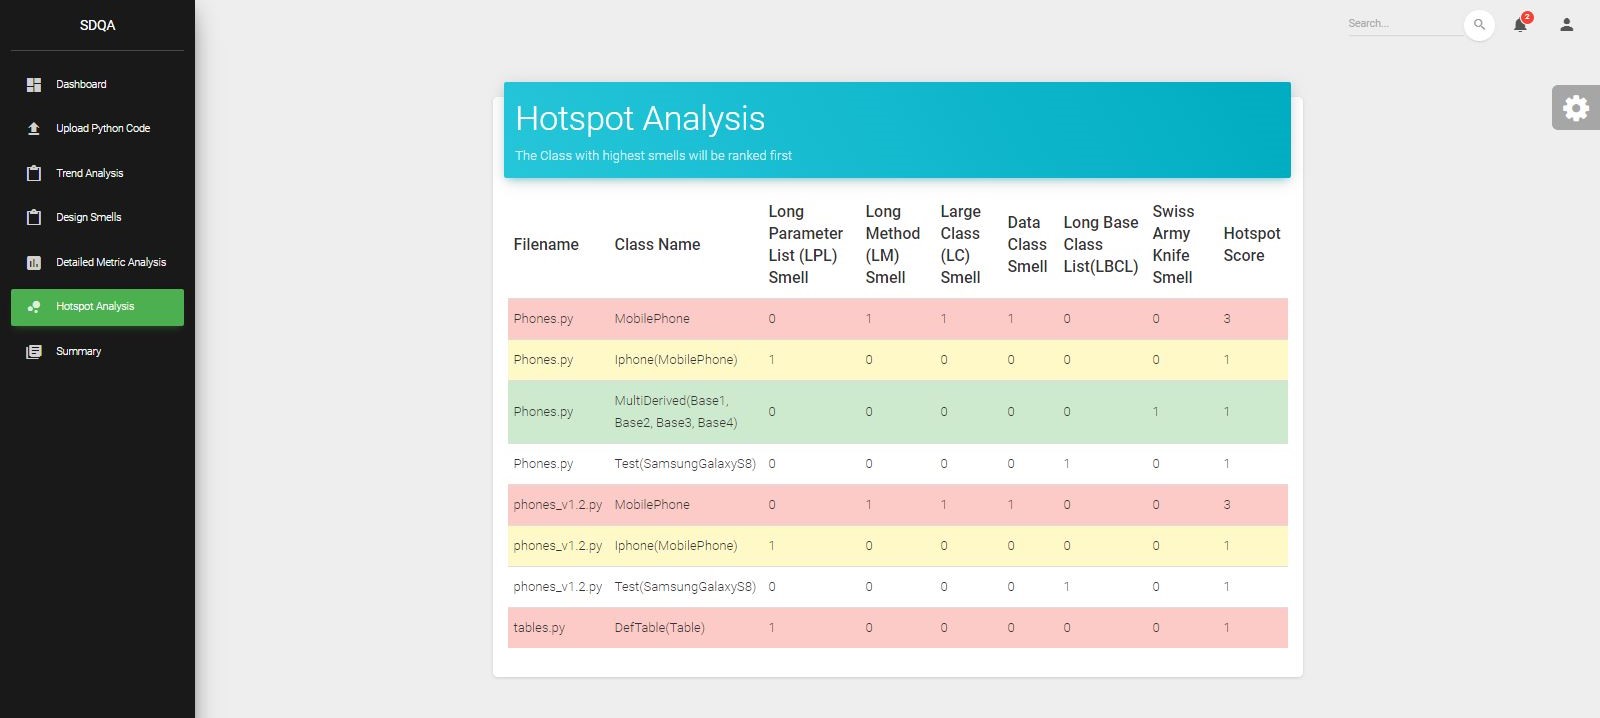 SDQA
Dashboard
Upload Python Code
Trend Analysis
Design Smells
Detailed Metric Analysis
Hotspot Analysis
Summary
Search...
2
Hotspot Analysis
The Class with highest smells will be ranked first
Filename
Class Name
Long
Parameter
List (LPL)
Smell
Long
Method
(LM)
Smell
Large
Class
(LC)
Smell
Data
Class
Smell
Long Base
Class
List(LBCL)
Swiss
Army
Knife
Smell
Hotspot
Score
Phones.py MobilePhone 0 1 1 1 0 0 3
Phones.py Iphone(MobilePhone) 1 0 0 0 0 0 1
Phones.py MultiDerived(Base1,
Base2, Base3, Base4) 0 0 0 0 0 1 1
Phones.py Test(SamsungGalaxyS8) 0 0 0 0 1 0 1
phones_v1.2.py MobilePhone 0 1 1 1 0 0 3
phones_v1.2.py Iphone(MobilePhone) 1 0 0 0 0 0 1
phones_v1.2.py Test(SamsungGalaxyS8) 0 0 0 0 1 0 1
tables.py DefTable(Table) 1 0 0 0 0 0 1